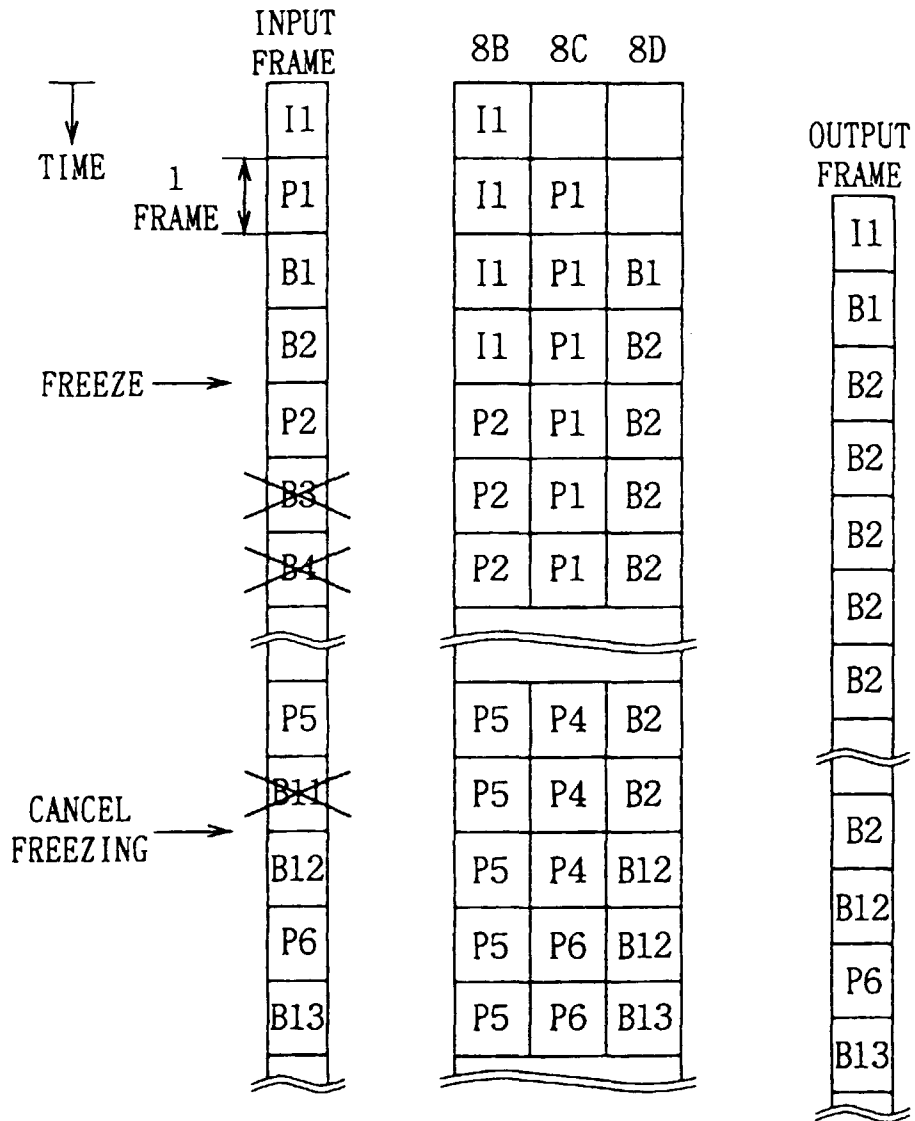 INPUT
FRAME
8B 8C 8D
TIME
1
FRAME
FREEZE
CANCEL
FREEZING
I1
P1
B1
B2
P2
B3
B4
P5
B11
B12
P6
B13
I1
I1 P1
I1 P1 B1
I1 P1 B2
P2 P1 B2
P2 P1 B2
P2 P1 B2
P5 P4 B2
P5 P4 B2
P5 P4 B12
P5 P6 B12
P5 P6 B13
OUTPUT
FRAME
I1
B1
B2
B2
B2
B2
B2
B2
B12
P6
B13